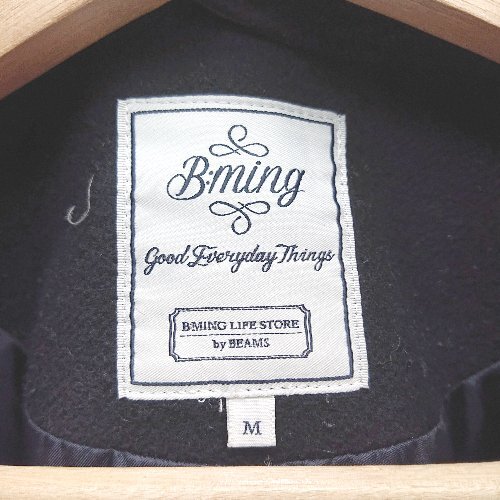 B:ming
Good Everyday Things
B:MING LIFE STORE
by BEAMS
M